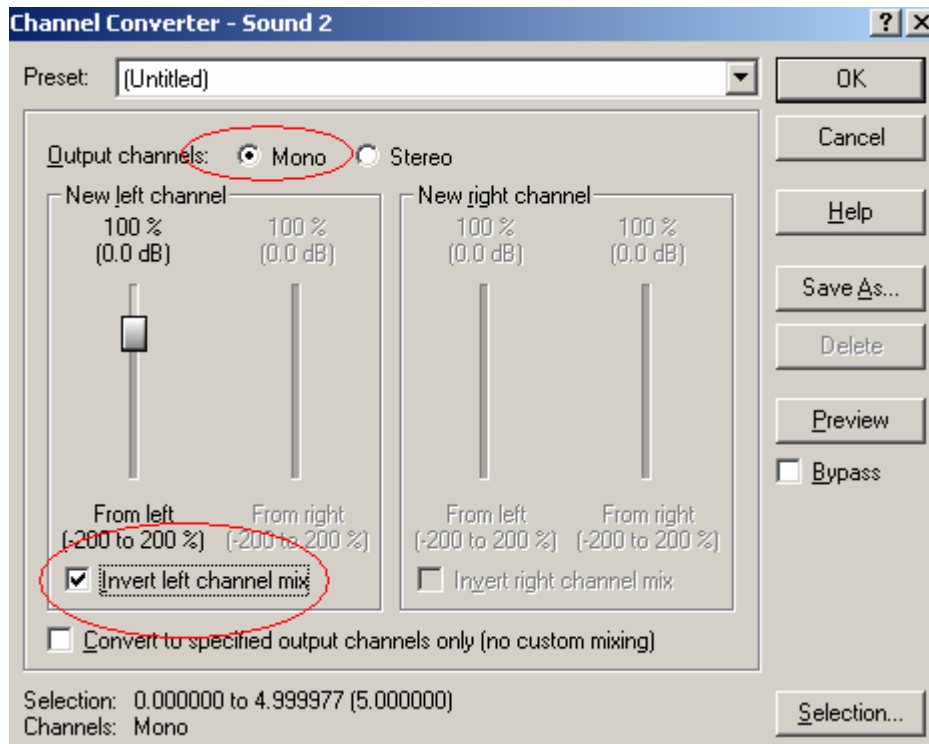 Channel Converter - Sound 2
Preset: (Untitled)
OK
Cancel
Output channels: Mono Stereo
Help
New left channel New right channel
100 % 100 % 100 % 100 %
(0.0 dB) (0.0 dB) (0.0 dB) (0.0 dB)
Save As...
Delete
Preview
Bypass
From left From right From left From right
(-200 to 200 %) (-200 to 200 %) (-200 to 200 %) (-200 to 200 %)
Invert left channel mix Invert right channel mix
Convert to specified output channels only (no custom mixing)
Selection: 0.000000 to 4.999977 (5.000000)
Channels: Mono
Selection...